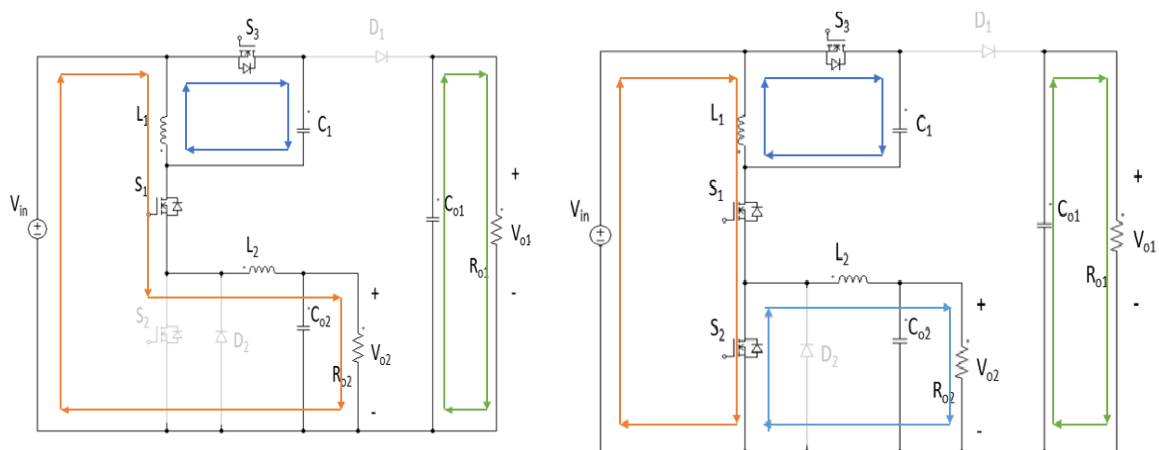 S3
D1
L1
C1
S1
Vin
Co1
Vo1
Ro1
L2
+
-
S2
D2
Co2
Ro2
Vo2
+
-
S3
D1
L1
C1
S1
Vin
Co1
Vo1
Ro1
L2
+
-
S2
D2
Co2
Ro2
Vo2
+
-